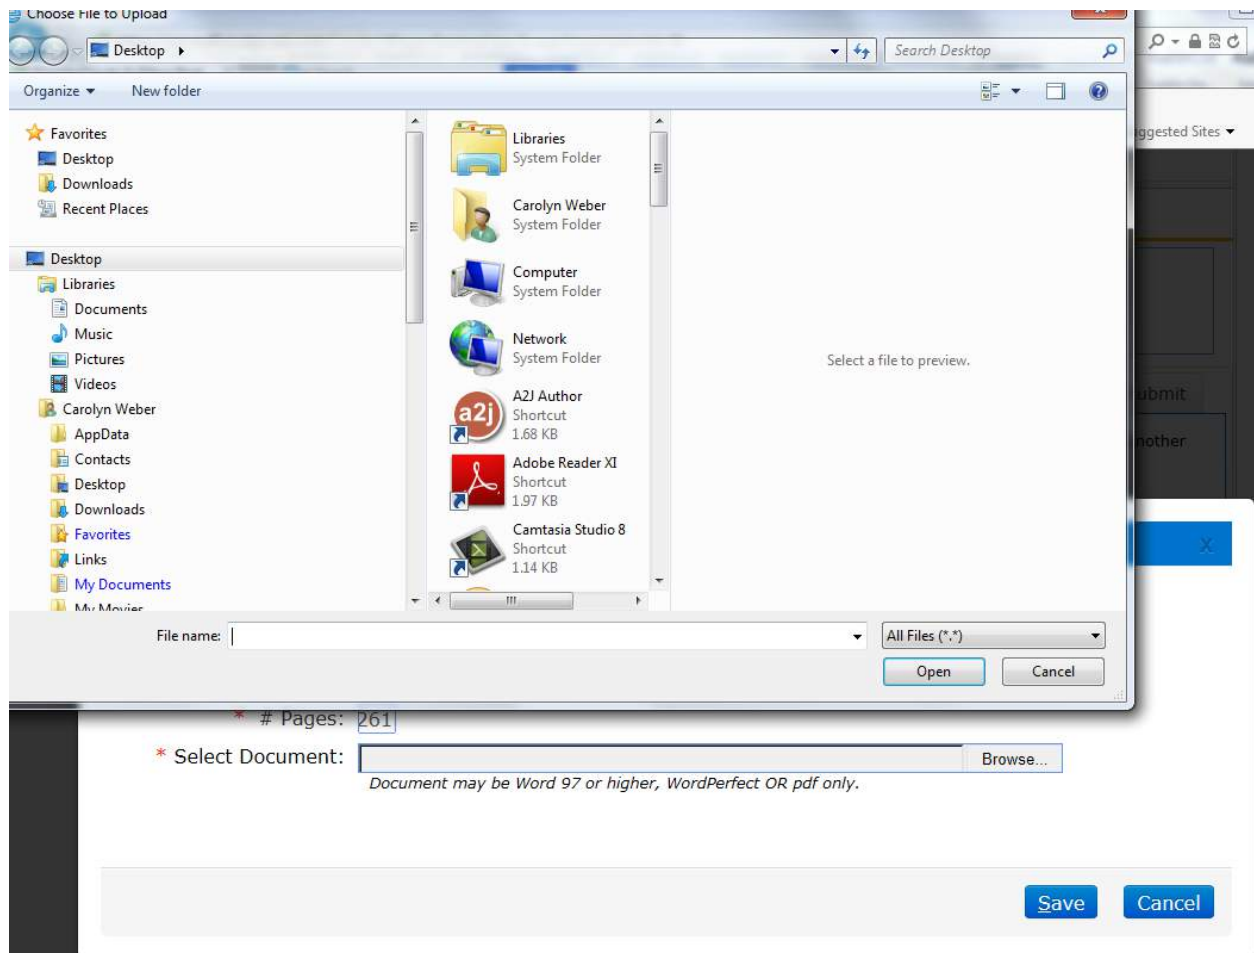 Choose File to Upload
Desktop
Search Desktop
Organize
New folder
Suggested Sites
Favorites
Desktop
Downloads
Recent Places
Desktop
Libraries
Documents
Music
Pictures
Videos
Carolyn Weber
AppData
Contacts
Desktop
Downloads
Favorites
Links
My Documents
My Movies
Libraries
System Folder
Carolyn Weber
System Folder
Computer
System Folder
Network
System Folder
A2J Author
Shortcut
1.68 KB
a2j
Adobe Reader XI
Shortcut
1.97 KB
Camtasia Studio 8
Shortcut
1.14 KB
Select a file to preview.
ubmit
nother
X
File name:
All Files (*.*)
Open
Cancel
* # Pages: 261
* Select Document:
Browse...
Document may be Word 97 or higher, WordPerfect OR pdf only.
Save
Cancel